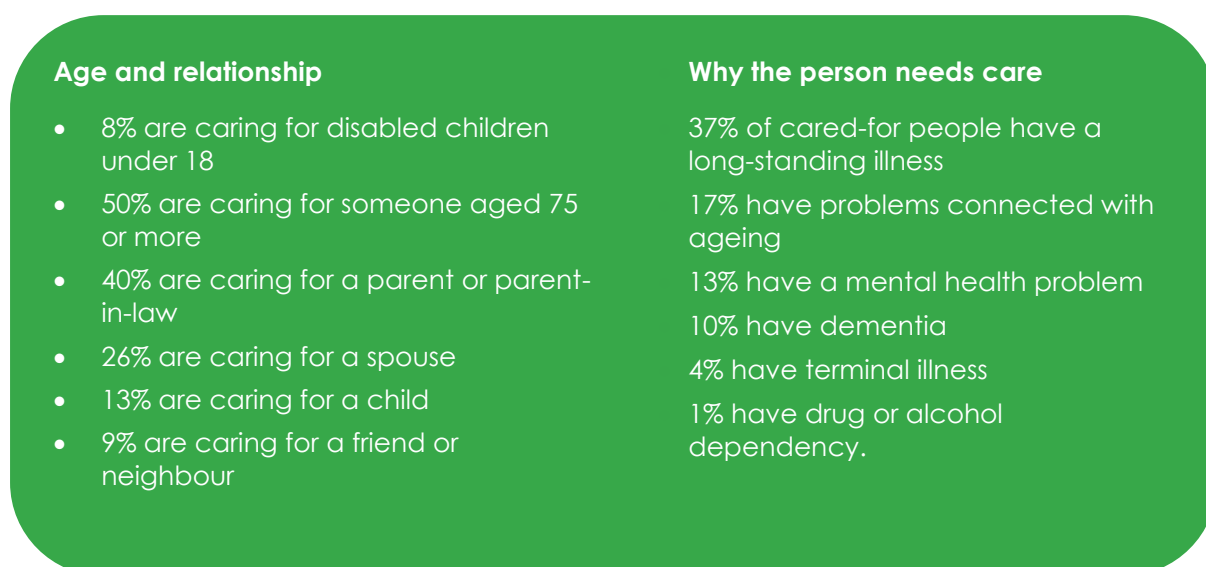 Age and relationship
• 8% are caring for disabled children
under 18
• 50% are caring for someone aged 75
or more
• 40% are caring for a parent or parent-
in-law
• 26% are caring for a spouse
• 13% are caring for a child
• 9% are caring for a friend or
neighbour
Why the person needs care
37% of cared-for people have a
long-standing illness
17% have problems connected with
ageing
13% have a mental health problem
10% have dementia
4% have terminal illness
1% have drug or alcohol
dependency.